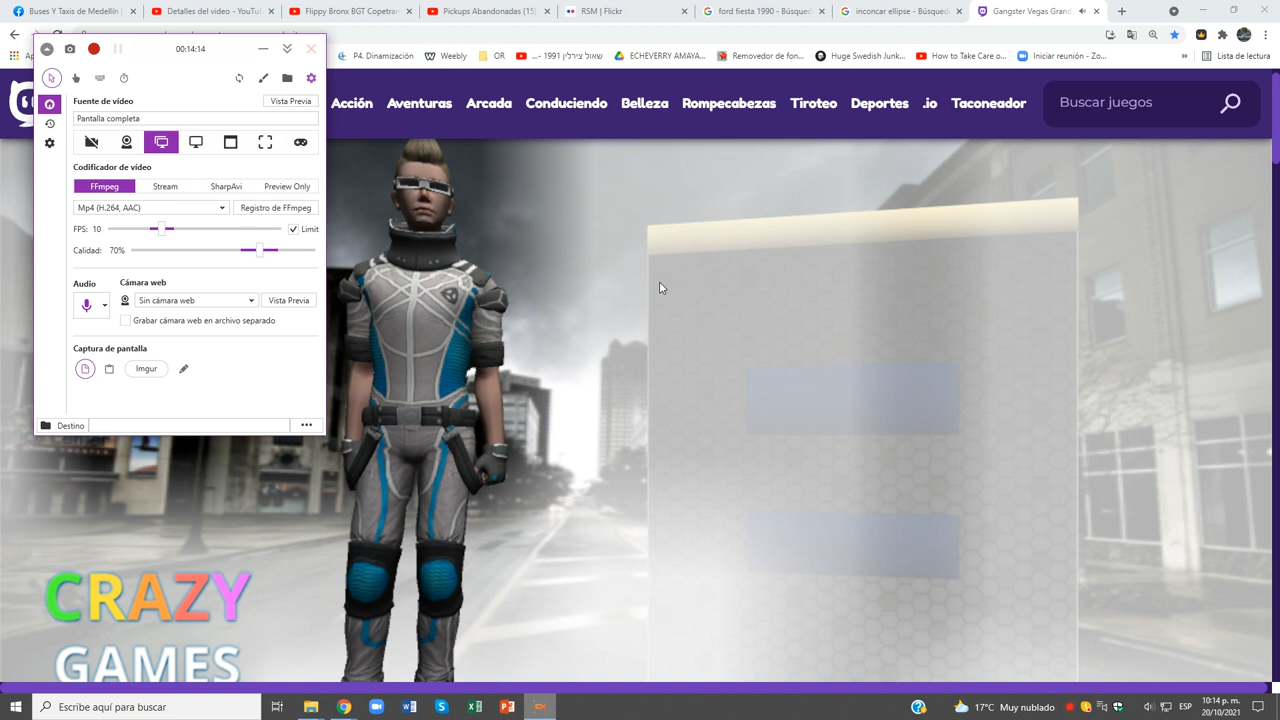 Buses Y Taxis de Medellín |
Detalles del video - YouTu
Flippy Bronx BGT Copetran
Pickups Abandonadas (15)
RSM | Flickr
ford fiesta 1990 - Búsqued
inconcar ellipse - Búsqued
Gangster Vegas Gran
P4. Dinamización
Weebly
OR
שאול צירלין 1991 -...
ECHEVERRY AMAYA...
Removedor de fon...
Huge Swedish Junk...
How to Take Care o
Iniciar reunión - Zo...
Lista de lectura
00:14:14
Acción Aventuras Arcada Conduciendo Belleza Rompecabezas Tiroteo Deportes .io Taconeador
Buscar juegos
Fuente de vídeo
Vista Previa
Pantalla completa
Codificador de vídeo
FFmpeg Stream SharpAvi Preview Only
Mp4 (H.264, AAC)
Registro de FFmpeg
FPS: 10
Limit
Calidad: 70%
Audio
Cámara web
Sin cámara web
Vista Previa
Grabar cámara web en archivo separado
Captura de pantalla
Imgur
Destino
...
CRAZY
GAMES
Escribe aquí para buscar
17°C Muy nublado
ESP
10:14 p. m.
20/10/2021